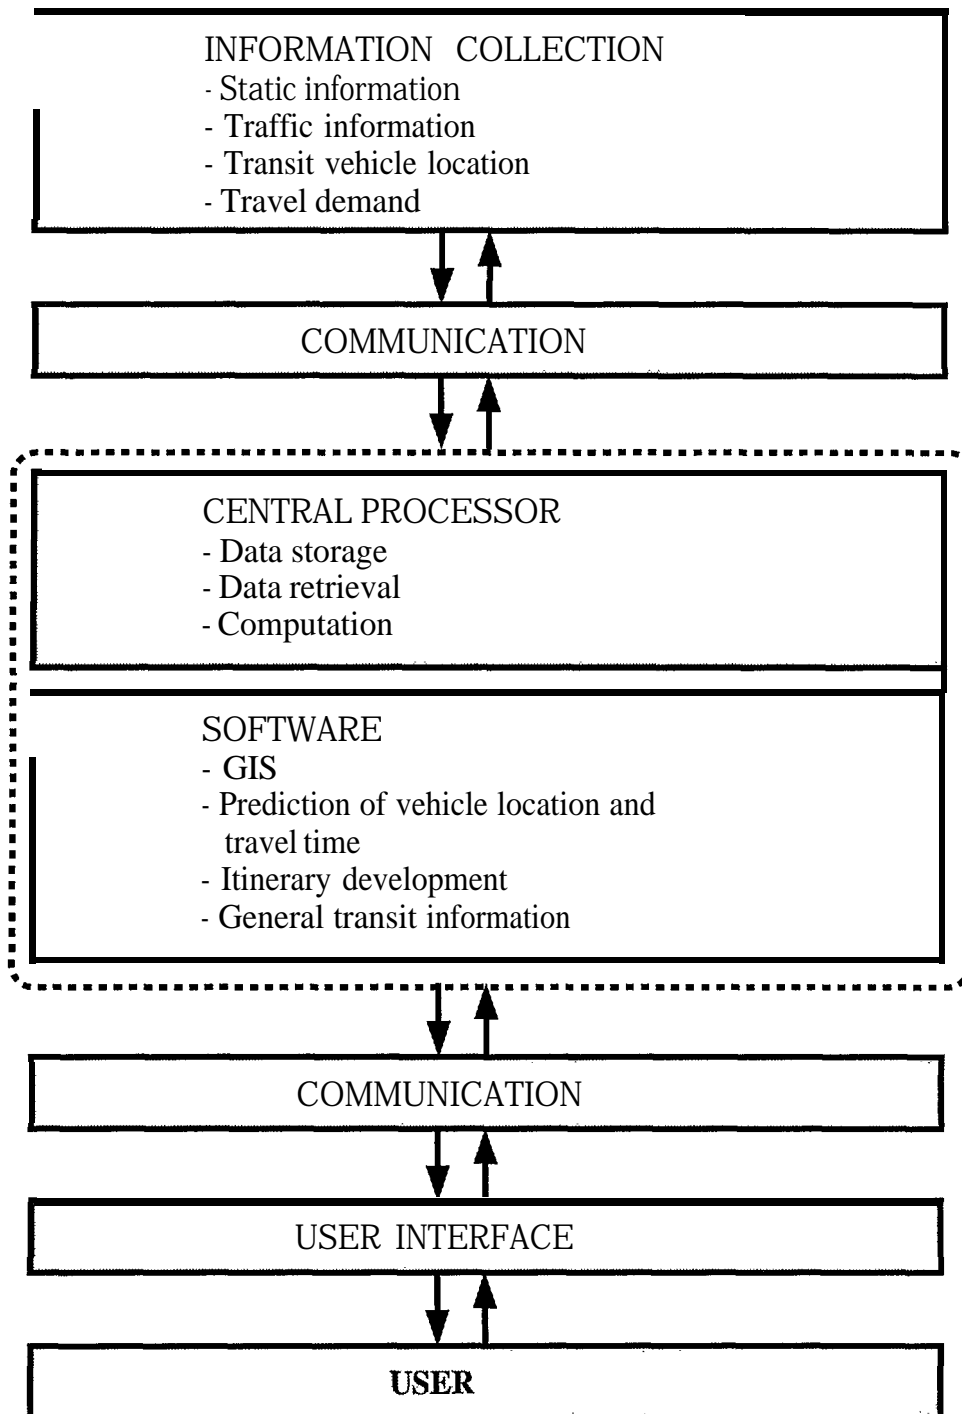 INFORMATION COLLECTION
- Static information
- Traffic information
- Transit vehicle location
- Travel demand
COMMUNICATION
CENTRAL PROCESSOR
- Data storage
- Data retrieval
- Computation
SOFTWARE
- GIS
- Prediction of vehicle location and
travel time
- Itinerary development
- General transit information
COMMUNICATION
USER INTERFACE
USER